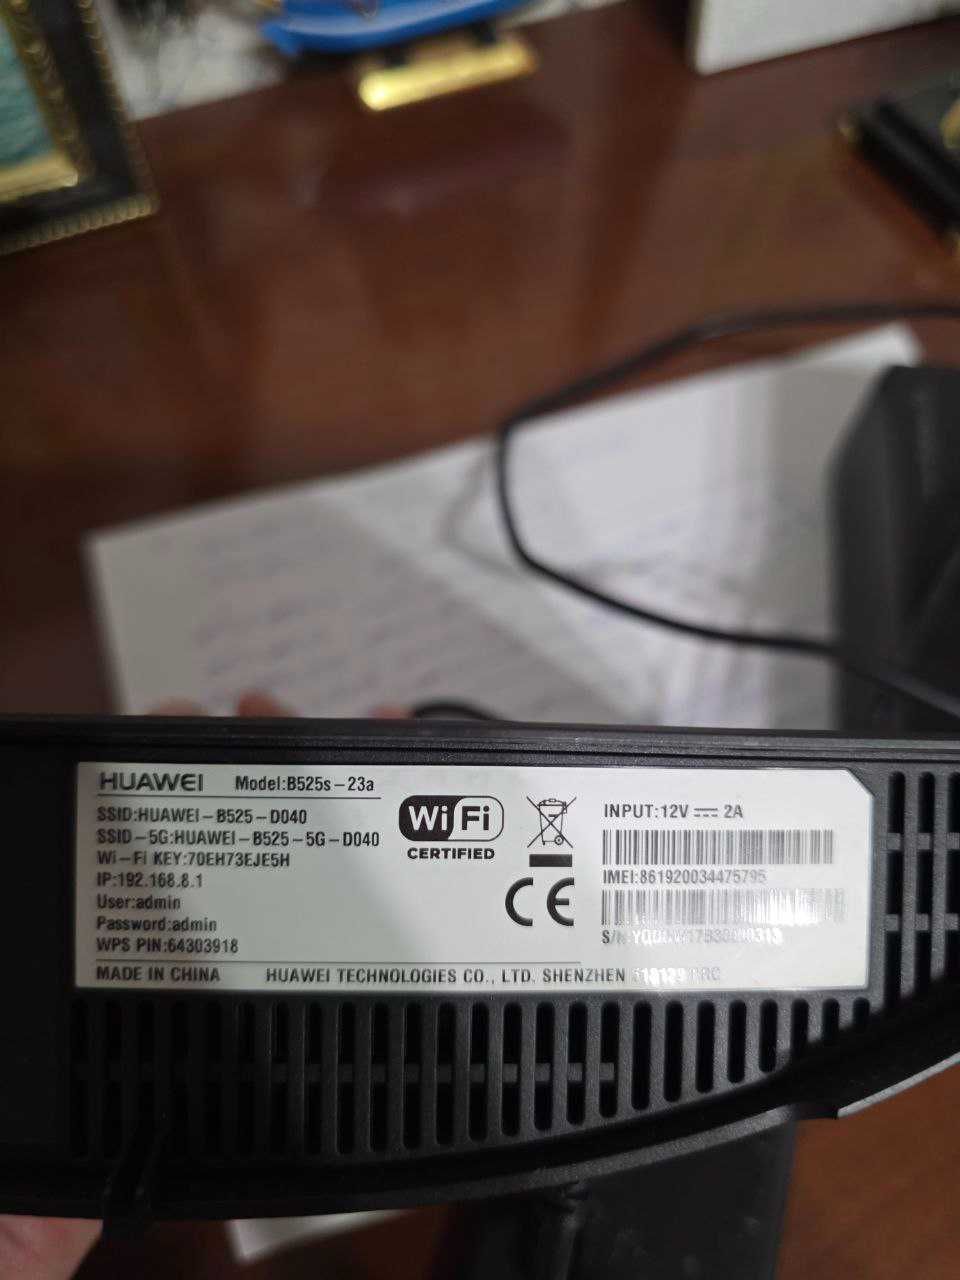 HUAWEI Model:B525s-23a
SSID:HUAWEI-B525-D040
SSID-5G:HUAWEI-B525-5G-D040
Wi-Fi KEY:70EH73EJE5H
IP:192.168.8.1
User:admin
Password:admin
WPS PIN:64303918
Wi Fi
CERTIFIED
CE
INPUT:12V 2A
IMEI:861920034475795
S/N:
MADE IN CHINA HUAWEI TECHNOLOGIES CO., LTD. SHENZHEN